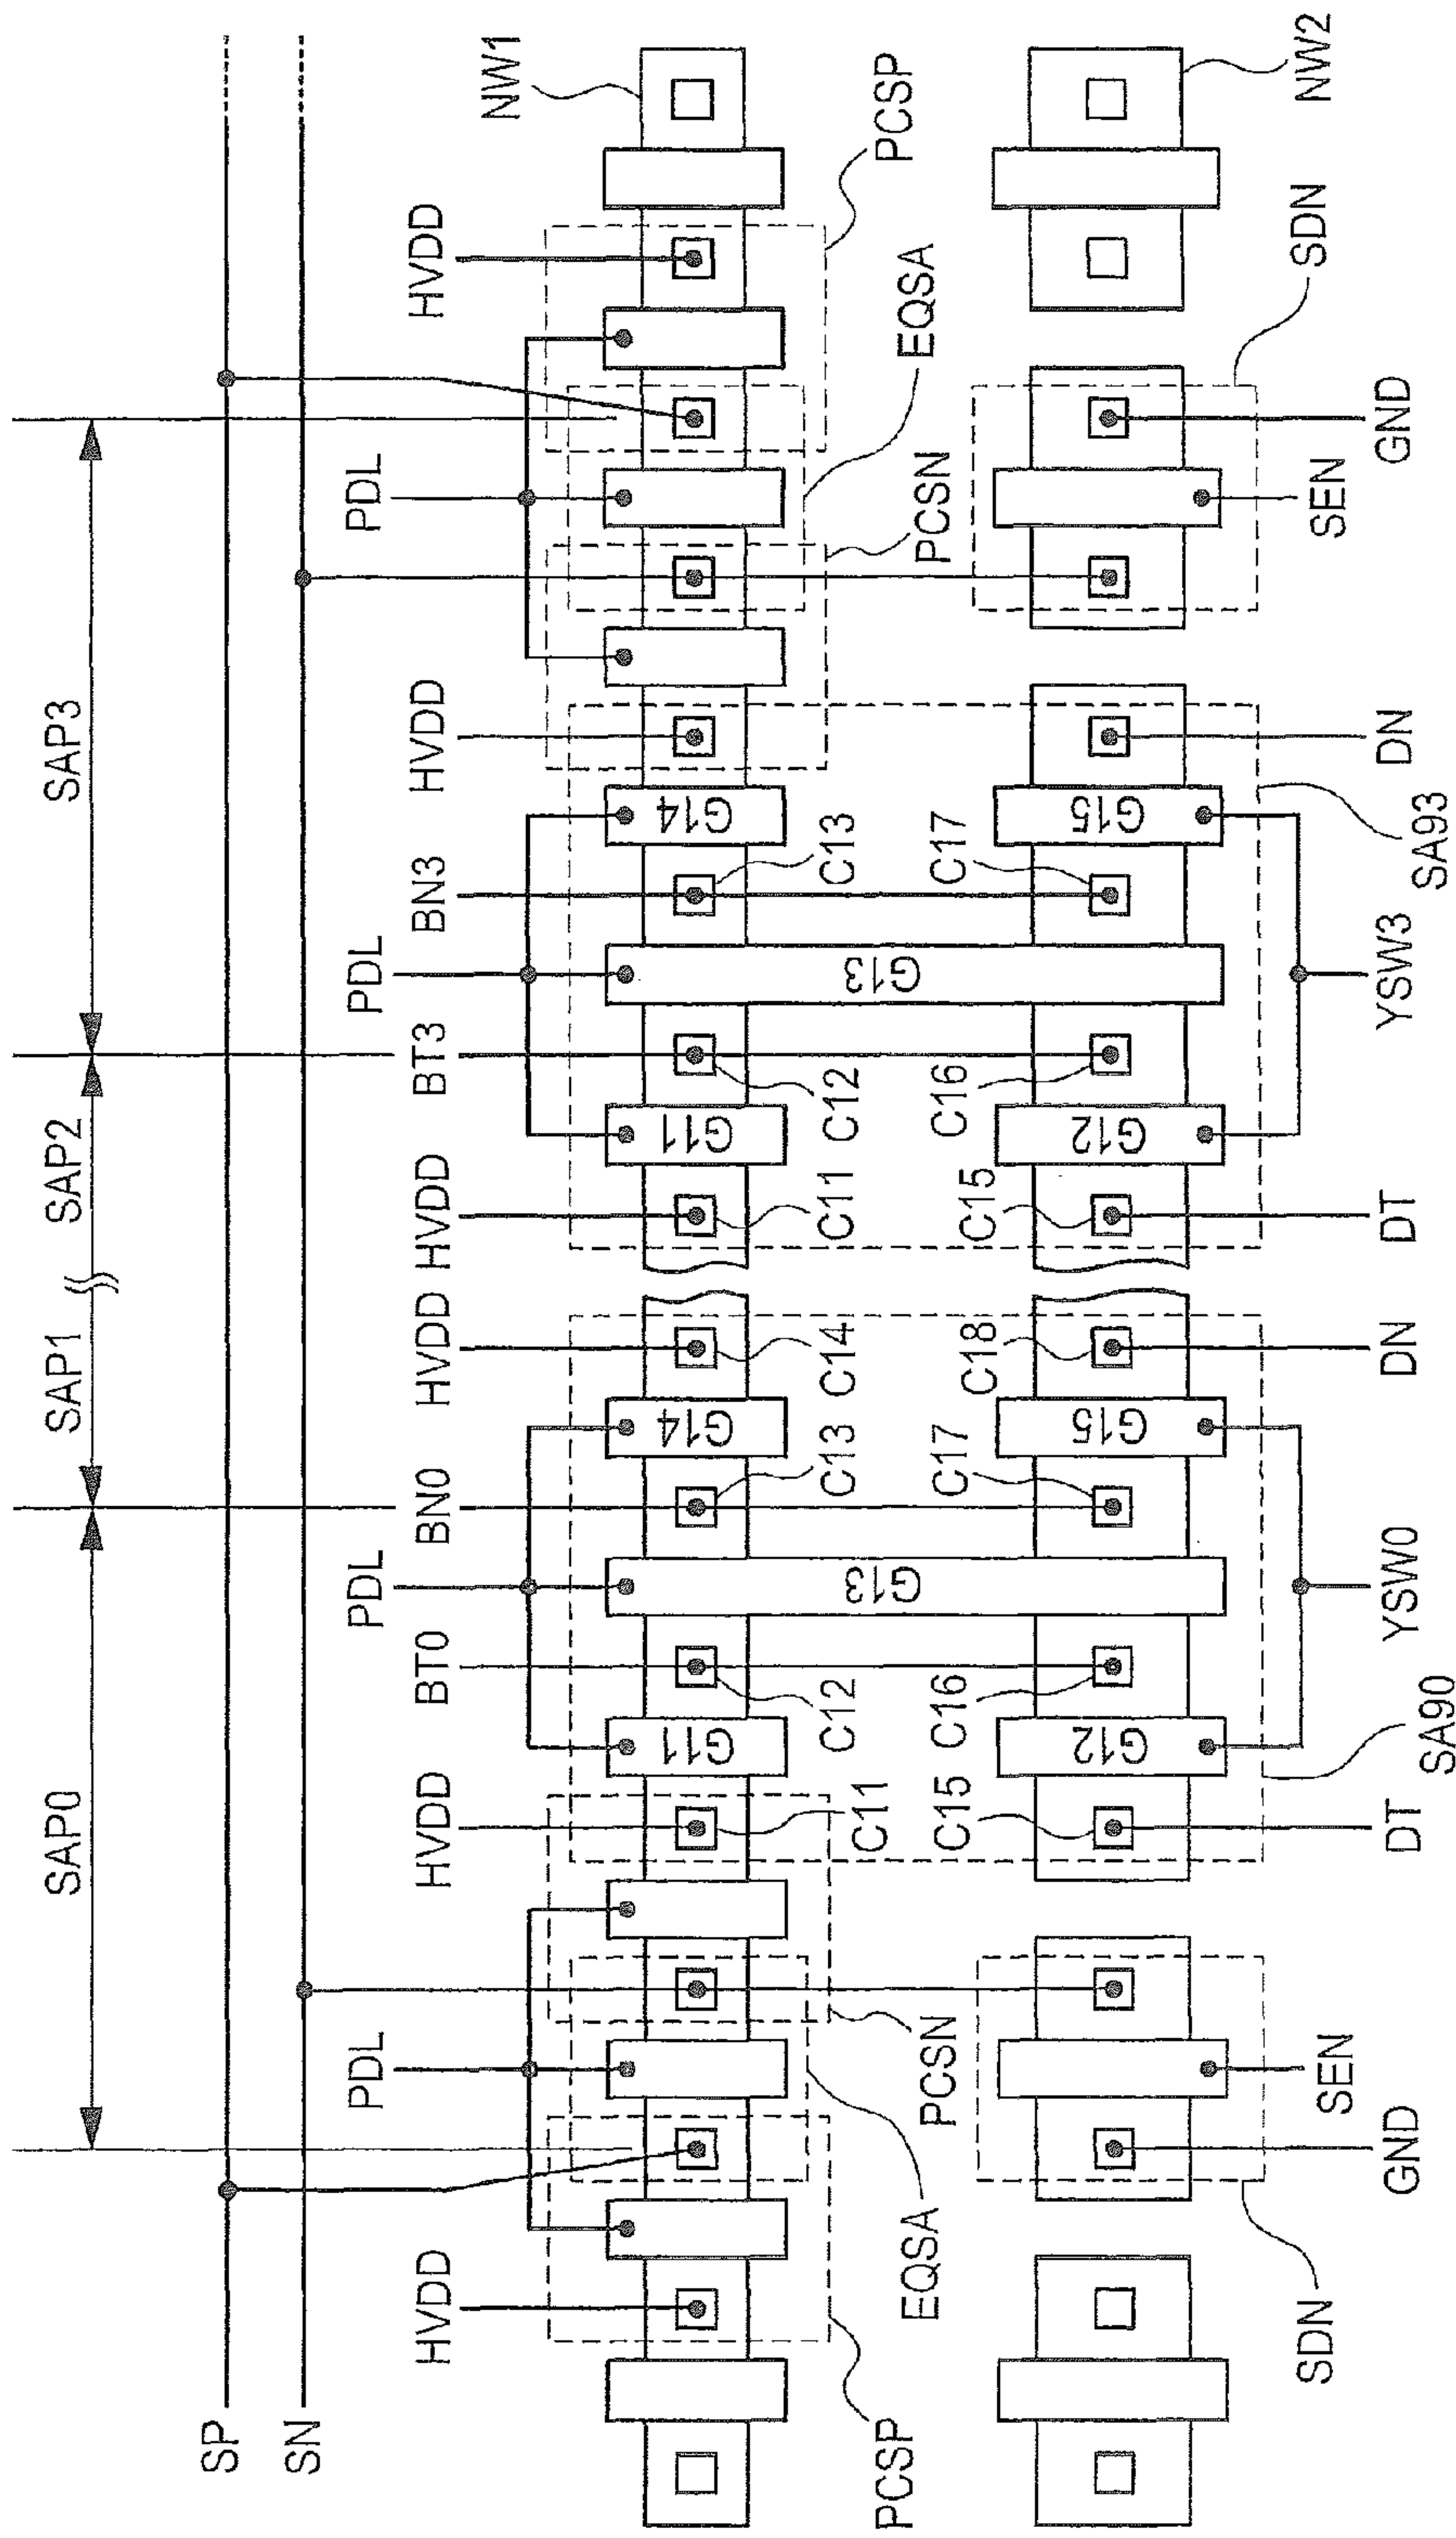 SAP0
SAP1
SAP2
SAP3
SP
SN
PDL
PDL
PDL
PDL
HVDD
HVDD
BT0
BN0
HVDD
HVDD
BT3
BN3
HVDD
HVDD
NW1
G11
G14
G11
G14
C11
C12
C13
C14
C11
C12
C13
PCSP
EQSA
PCSN
G13
G13
PCSN
EQSA
PCSP
C15
C16
C17
C18
C15
C16
C17
G12
G15
G12
G15
SDN
SEN
SEN
SDN
NW2
GND
DT
YSW0
DN
DT
YSW3
DN
GND
SA90
SA93